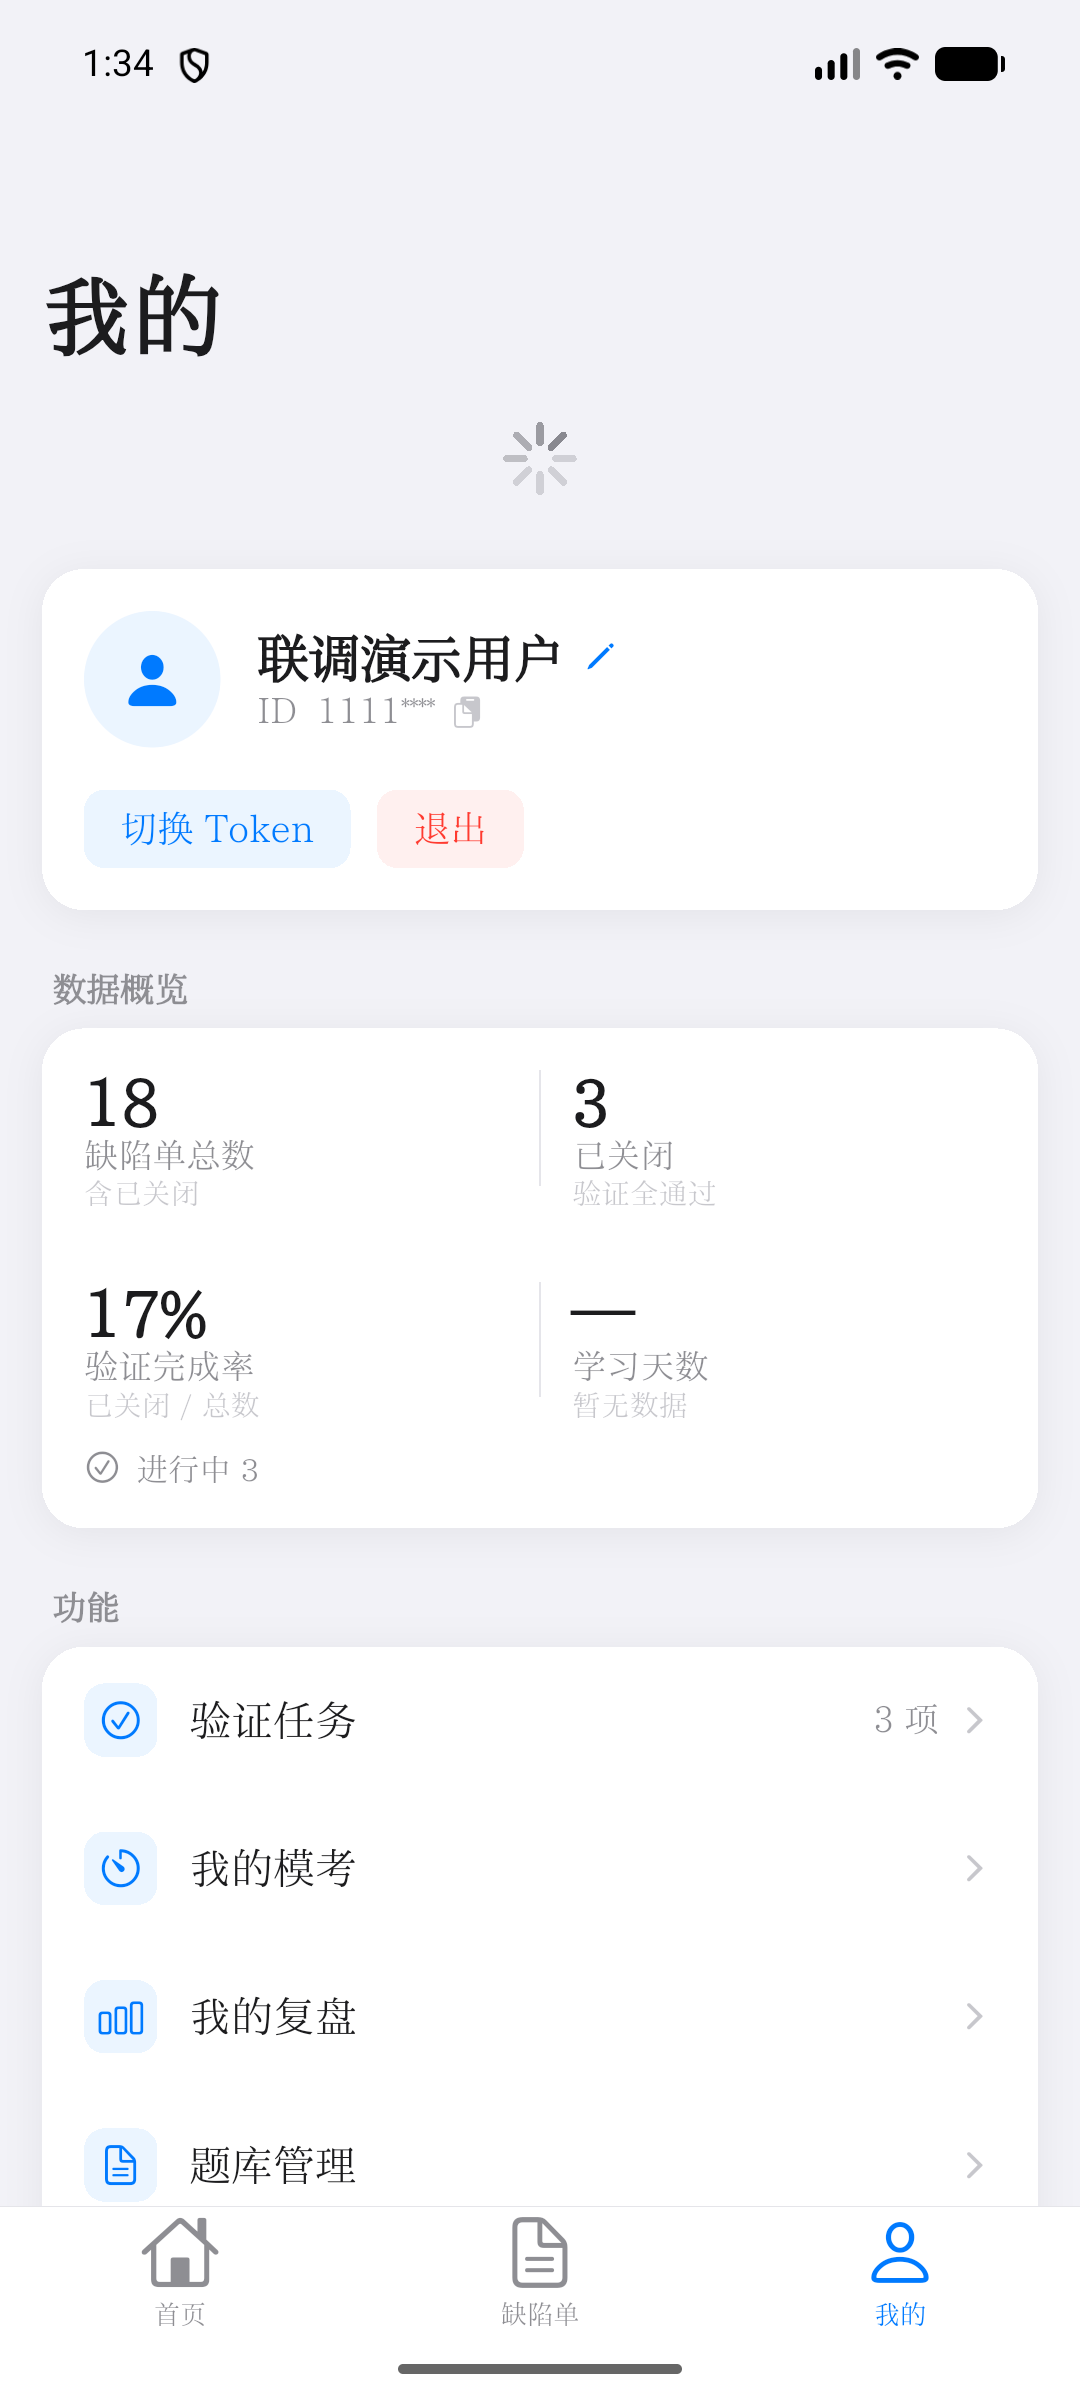 1:34
我的
联调演示用户
ID 1111****
切换 Token
退出
数据概览
18
缺陷单总数
含已关闭
3
已关闭
验证全通过
17%
验证完成率
已关闭 / 总数
—
学习天数
暂无数据
进行中 3
功能
验证任务
3 项
我的模考
我的复盘
题库管理
首页
缺陷单
我的